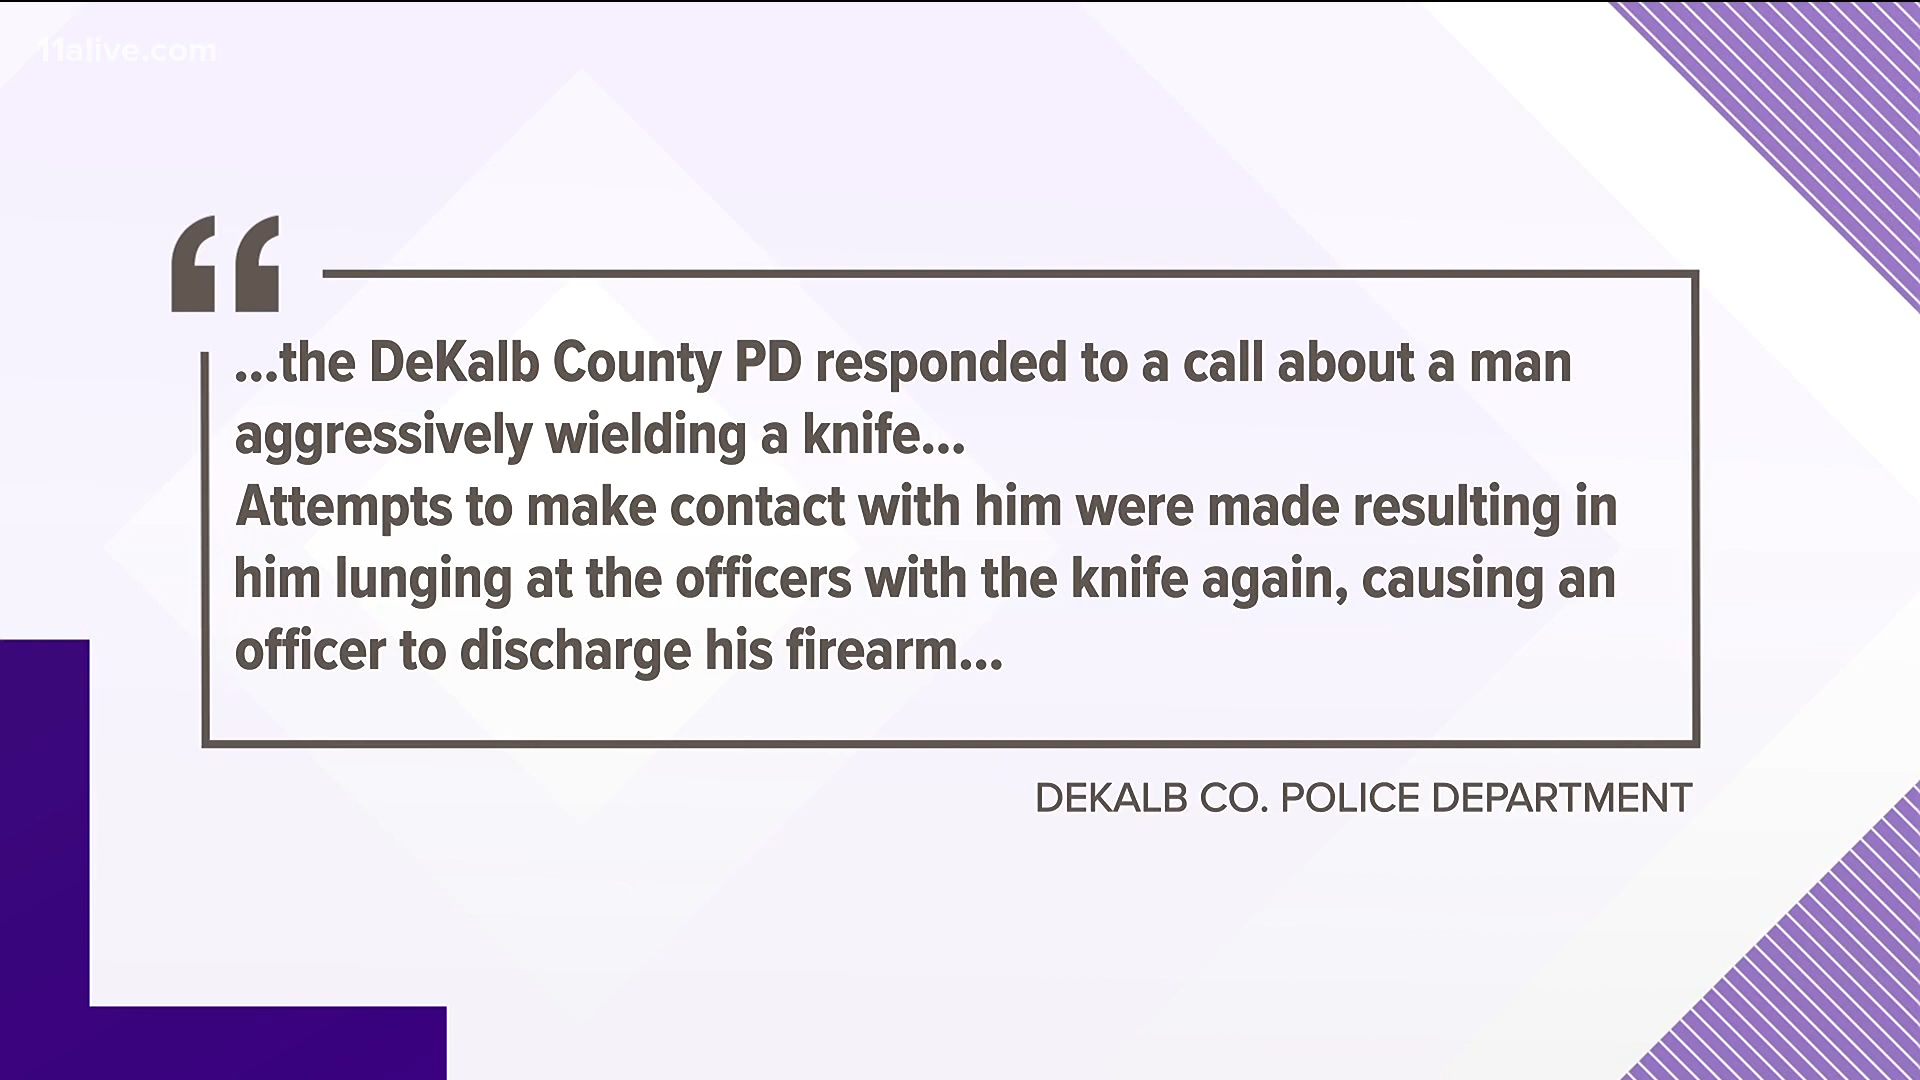 11alive.com
“
...the DeKalb County PD responded to a call about a man
aggressively wielding a knife...
Attempts to make contact with him were made resulting in
him lunging at the officers with the knife again, causing an
officer to discharge his firearm...
DEKALB CO. POLICE DEPARTMENT